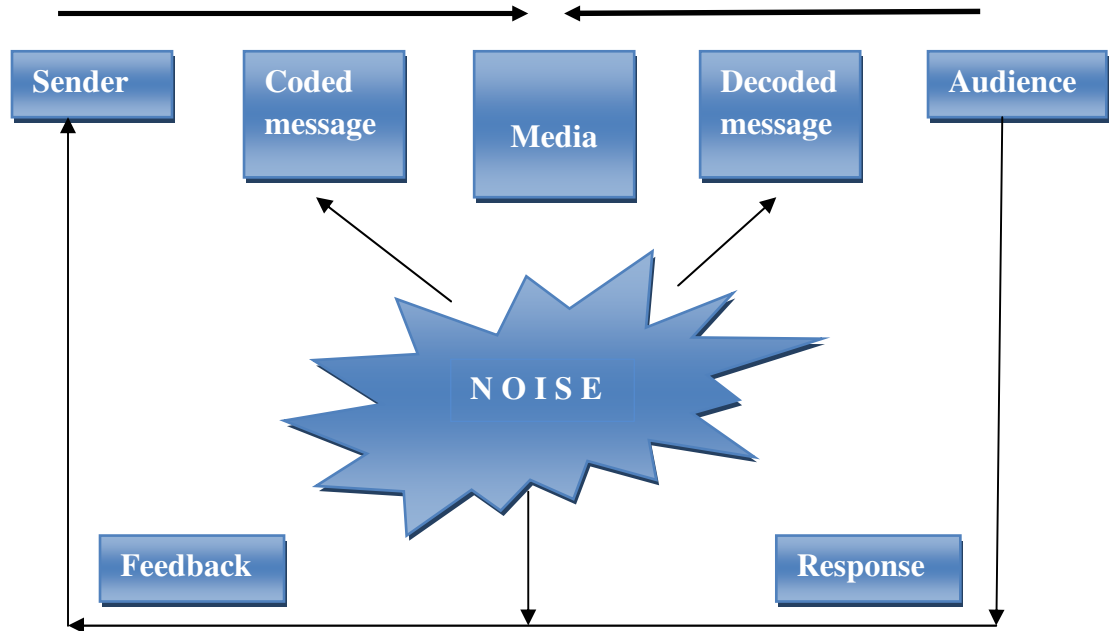 Sender
Coded
message
Media
Decoded
message
Audience
N O I S E
Feedback
Response